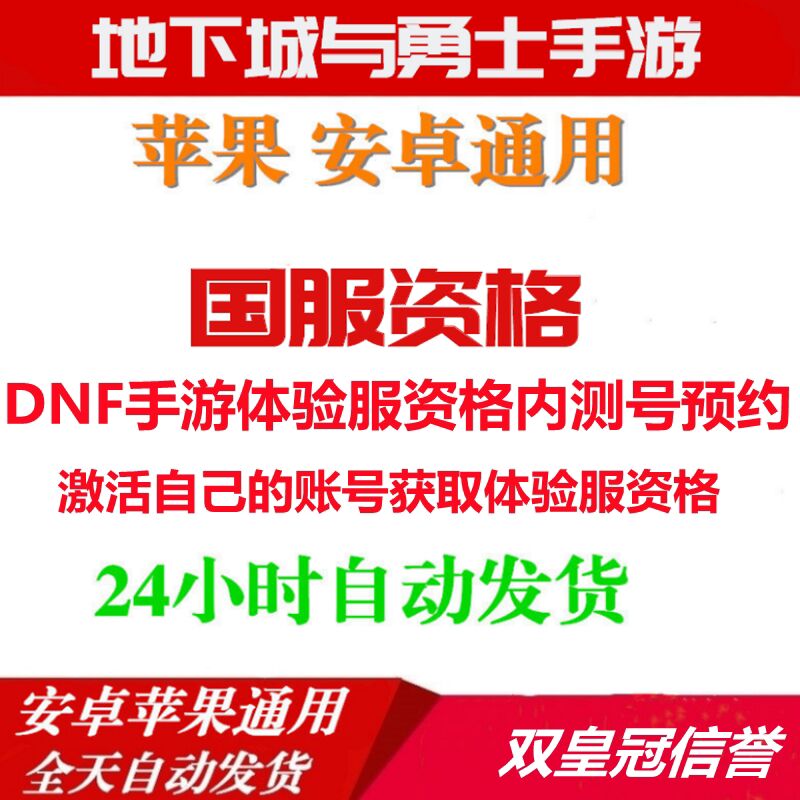 地下城与勇士手游
苹果 安卓通用
国服资格
DNF手游体验服资格内测号预约
激活自己的账号获取体验服资格
24小时自动发货
安卓苹果通用
全天自动发货
双皇冠信誉